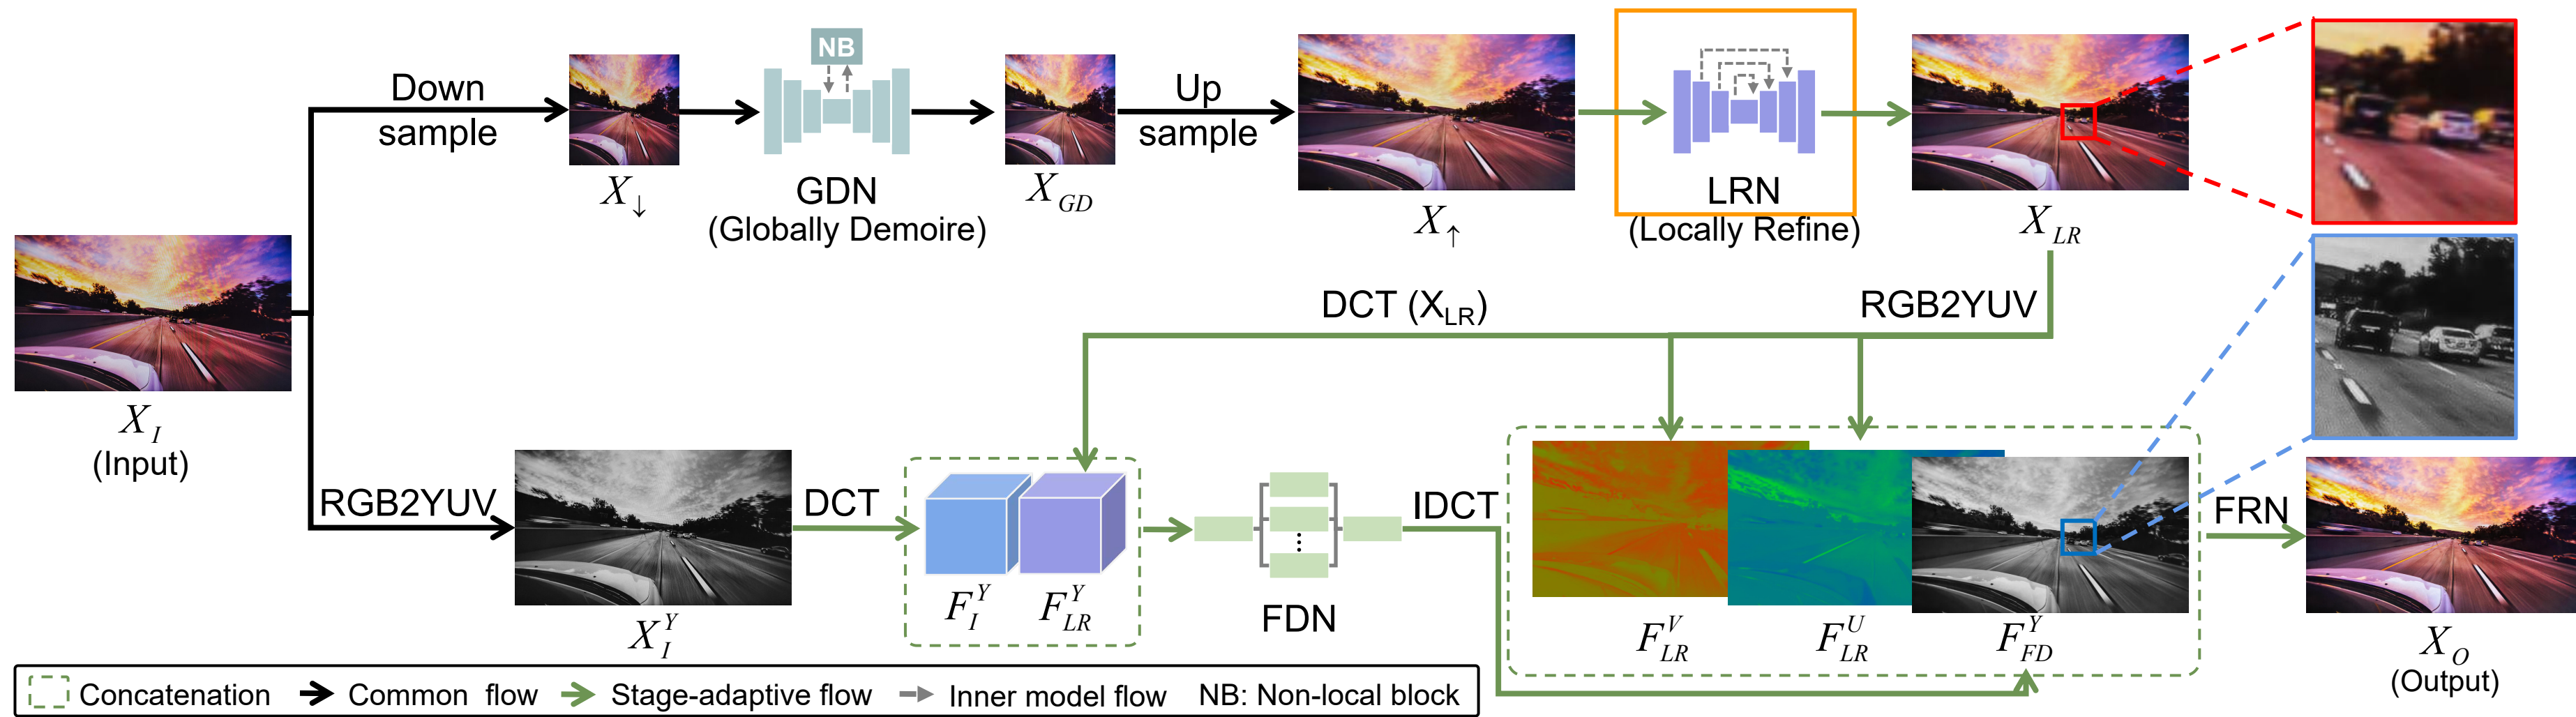 NB
Down
sample
Up
sample
X↓
GDN
(Globally Demoire)
X_GD
X↑
LRN
(Locally Refine)
X_LR
DCT (X_LR)
RGB2YUV
X_I
(Input)
RGB2YUV
DCT
IDCT
FRN
X_I^Y
F_I^Y
F_LR^Y
FDN
F_LR^V
F_LR^U
F_FD^Y
X_O
(Output)
Concatenation
Common flow
Stage-adaptive flow
Inner model flow
NB: Non-local block